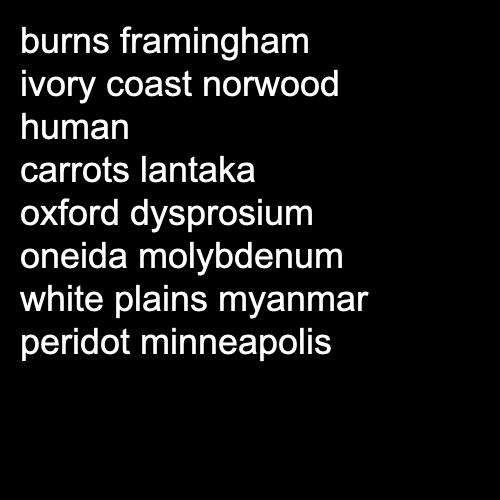 burns framingham
ivory coast norwood
human
carrots lantaka
oxford dysprosium
oneida molybdenum
white plains myanmar
peridot minneapolis